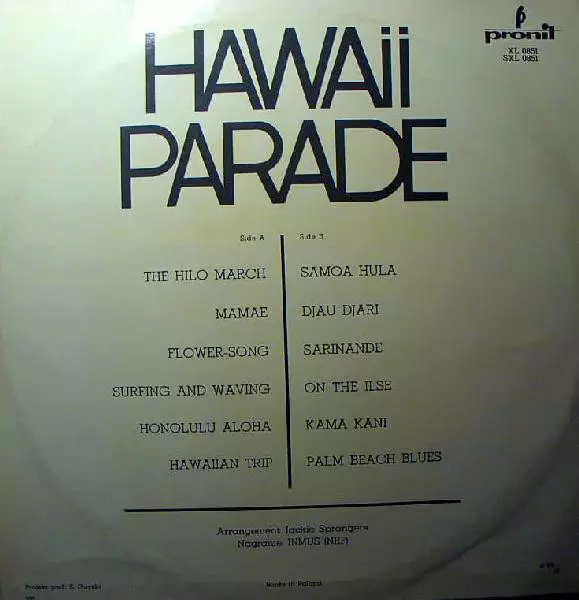 HAWAii
PARADE
pronit
XL 0851
SXL 0851
Side A
THE HILO MARCH
MAMAE
FLOWER-SONG
SURFING AND WAVING
HONOLULU ALOHA
HAWAIIAN TRIP
Side B
SAMOA HULA
DJAU DJARI
SARINANDE
ON THE ILSE
KAMA KANI
PALM BEACH BLUES
Arrangement Jackie Sprangers
Nagranie INMUS (NRF)
Made in Poland